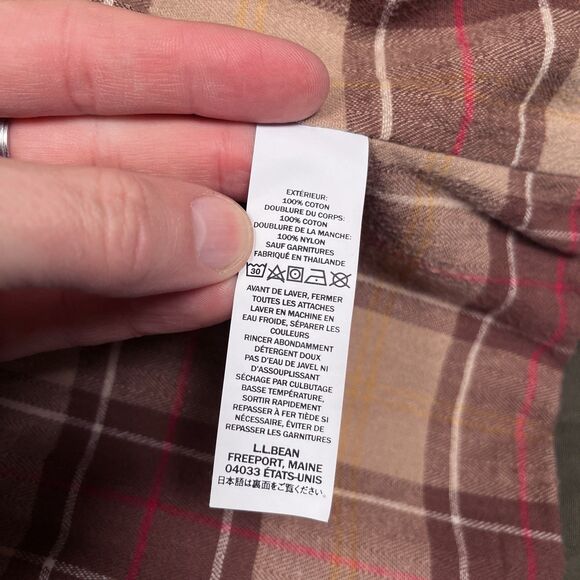 EXTÉRIEUR:
100% COTON
DOUBLURE DU CORPS:
100% COTON
DOUBLURE DE LA MANCHE:
100% NYLON
SAUF GARNITURES
FABRIQUÉ EN THAILANDE
30
AVANT DE LAVER, FERMER
TOUTES LES ATTACHES
LAVER EN MACHINE EN
EAU FROIDE, SÉPARER LES
COULEURS
RINCER ABONDAMMENT
DÉTERGENT DOUX
PAS D'EAU DE JAVEL NI
D'ASSOUPLISSANT
SÉCHAGE PAR CULBUTAGE
BASSE TEMPÉRATURE,
SORTIR RAPIDEMENT
REPASSER À FER TIÈDE SI
NÉCESSAIRE, ÉVITER DE
REPASSER LES GARNITURES
L.L.BEAN
FREEPORT, MAINE
04033 ÉTATS-UNIS
日本語は裏面をご覧ください。